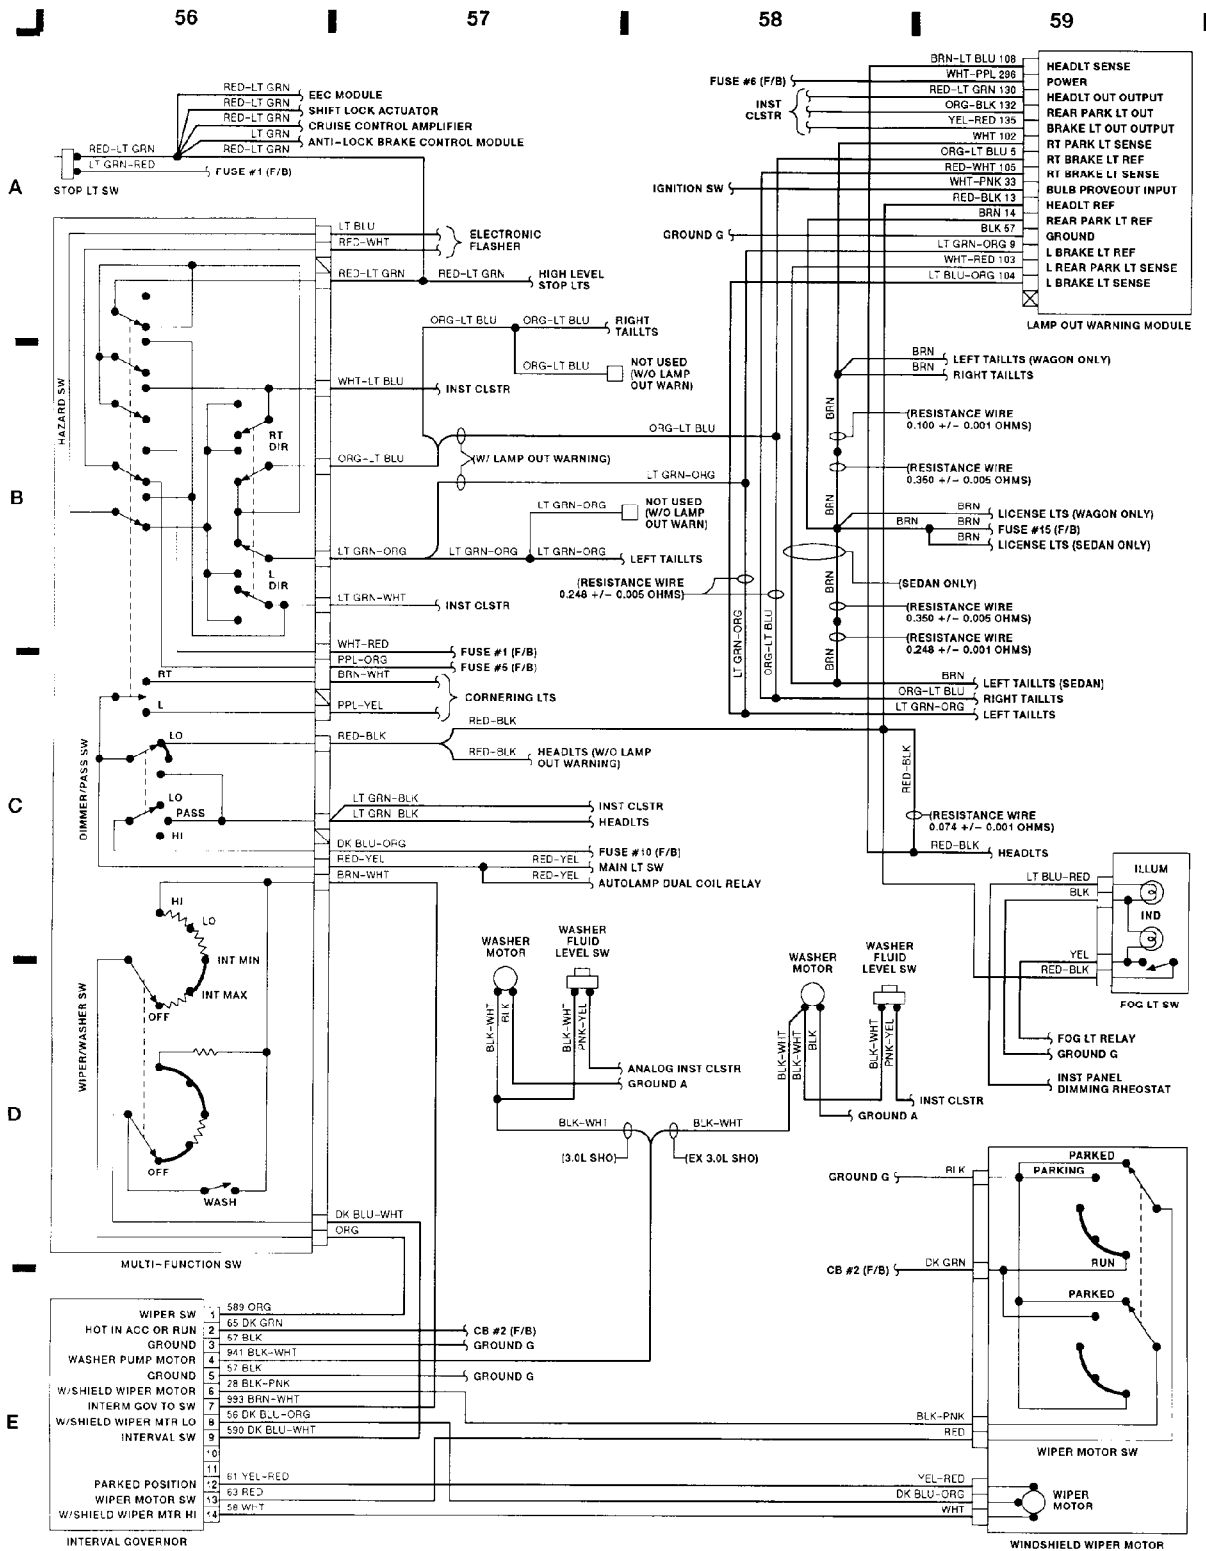 56 57 58 59
A
B
C
D
E
RED-LT GRN EEC MODULE
RED-LT GRN SHIFT LOCK ACTUATOR
RED-LT GRN CRUISE CONTROL AMPLIFIER
LT GRN ANTI-LOCK BRAKE CONTROL MODULE
RED-LT GRN RED-LT GRN
LT GRN-RED FUSE #1 (F/B)
STOP LT SW
BRN-LT BLU 108 HEADLT SENSE
FUSE #6 (F/B) WHT-PPL 296 POWER
RED-LT GRN 130 HEADLT OUT OUTPUT
INST CLSTR
ORG-BLK 132 REAR PARK LT OUT
YEL-RED 135 BRAKE LT OUT OUTPUT
WHT 102 RT PARK LT SENSE
ORG-LT BLU 5 RT BRAKE LT REF
RED-WHT 105 RT BRAKE LT SENSE
IGNITION SW WHT-PNK 33 BULB PROVEOUT INPUT
RED-BLK 13 HEADLT REF
BRN 14 REAR PARK LT REF
GROUND G BLK 57 GROUND
LT GRN-ORG 9 L BRAKE LT REF
WHT-RED 103 L REAR PARK LT SENSE
LT BLU-ORG 104 L BRAKE LT SENSE
LAMP OUT WARNING MODULE
LT BLU
RED-WHT
ELECTRONIC
FLASHER
RED-LT GRN RED-LT GRN HIGH LEVEL
STOP LTS
ORG-LT BLU ORG-LT BLU RIGHT
TAILLTS
ORG-LT BLU NOT USED
(W/O LAMP
OUT WARN)
WHT-LT BLU INST CLSTR
HAZARD SW
RT
DIR
ORG-LT BLU
ORG-LT BLU
(W/ LAMP OUT WARNING)
LT GRN-ORG
LT GRN-ORG NOT USED
(W/O LAMP
OUT WARN)
LT GRN-ORG LT GRN-ORG LT GRN-ORG LEFT TAILLTS
L
DIR
LT GRN-WHT INST CLSTR
BRN LEFT TAILLTS (WAGON ONLY)
BRN RIGHT TAILLTS
BRN
(RESISTANCE WIRE
0.100 +/- 0.001 OHMS)
(RESISTANCE WIRE
0.350 +/- 0.005 OHMS)
BRN
BRN LICENSE LTS (WAGON ONLY)
BRN BRN FUSE #15 (F/B)
BRN LICENSE LTS (SEDAN ONLY)
(SEDAN ONLY)
BRN
(RESISTANCE WIRE
0.248 +/- 0.005 OHMS)
(RESISTANCE WIRE
0.350 +/- 0.005 OHMS)
(RESISTANCE WIRE
0.248 +/- 0.001 OHMS)
LT GRN-ORG
ORG-LT BLU
BRN
BRN LEFT TAILLTS (SEDAN)
ORG-LT BLU RIGHT TAILLTS
LT GRN-ORG LEFT TAILLTS
WHT-RED FUSE #1 (F/B)
PPL-ORG FUSE #5 (F/B)
RT BRN-WHT
CORNERING LTS
L PPL-YEL
RED-BLK
LO RED-BLK
RED-BLK HEADLTS (W/O LAMP
OUT WARNING)
RED-BLK
DIMMER/PASS SW
LO
PASS
HI
LT GRN-BLK INST CLSTR
LT GRN-BLK HEADLTS
(RESISTANCE WIRE
0.074 +/- 0.001 OHMS)
RED-BLK HEADLTS
DK BLU-ORG FUSE #10 (F/B)
RED-YEL RED-YEL MAIN LT SW
RED-YEL AUTOLAMP DUAL COIL RELAY
BRN-WHT
HI
LO
INT MIN
INT MAX
OFF
WIPER/WASHER SW
OFF
WASH
LT BLU-RED ILLUM
BLK
IND
YEL
RED-BLK
FOG LT SW
FOG LT RELAY
GROUND G
INST PANEL
DIMMING RHEOSTAT
WASHER
MOTOR
WASHER
FLUID
LEVEL SW
BLK-WHT
BLK
BLK-WHT
PNK-YEL
ANALOG INST CLSTR
GROUND A
WASHER
MOTOR
WASHER
FLUID
LEVEL SW
BLK-WHT
BLK-WHT
BLK
BLK-WHT
PNK-YEL
INST CLSTR
GROUND A
BLK-WHT BLK-WHT
(3.0L SHO) (EX 3.0L SHO)
DK BLU-WHT
ORG
MULTI-FUNCTION SW
GROUND G BLK
PARKED
PARKING
RUN
CB #2 (F/B) DK GRN
PARKED
BLK-PNK
RED
WIPER MOTOR SW
YEL-RED
DK BLU-ORG
WHT
WIPER
MOTOR
WINDSHIELD WIPER MOTOR
WIPER SW 1 589 ORG
HOT IN ACC OR RUN 2 65 DK GRN CB #2 (F/B)
GROUND 3 57 BLK GROUND G
WASHER PUMP MOTOR 4 941 BLK-WHT
GROUND 5 57 BLK GROUND G
W/SHIELD WIPER MOTOR 6 28 BLK-PNK
INTERM GOV TO SW 7 993 BRN-WHT
W/SHIELD WIPER MTR LO 8 56 DK BLU-ORG
INTERVAL SW 9 590 DK BLU-WHT
10
11
PARKED POSITION 12 61 YEL-RED
WIPER MOTOR SW 13 63 RED
W/SHIELD WIPER MTR HI 14 58 WHT
INTERVAL GOVERNOR